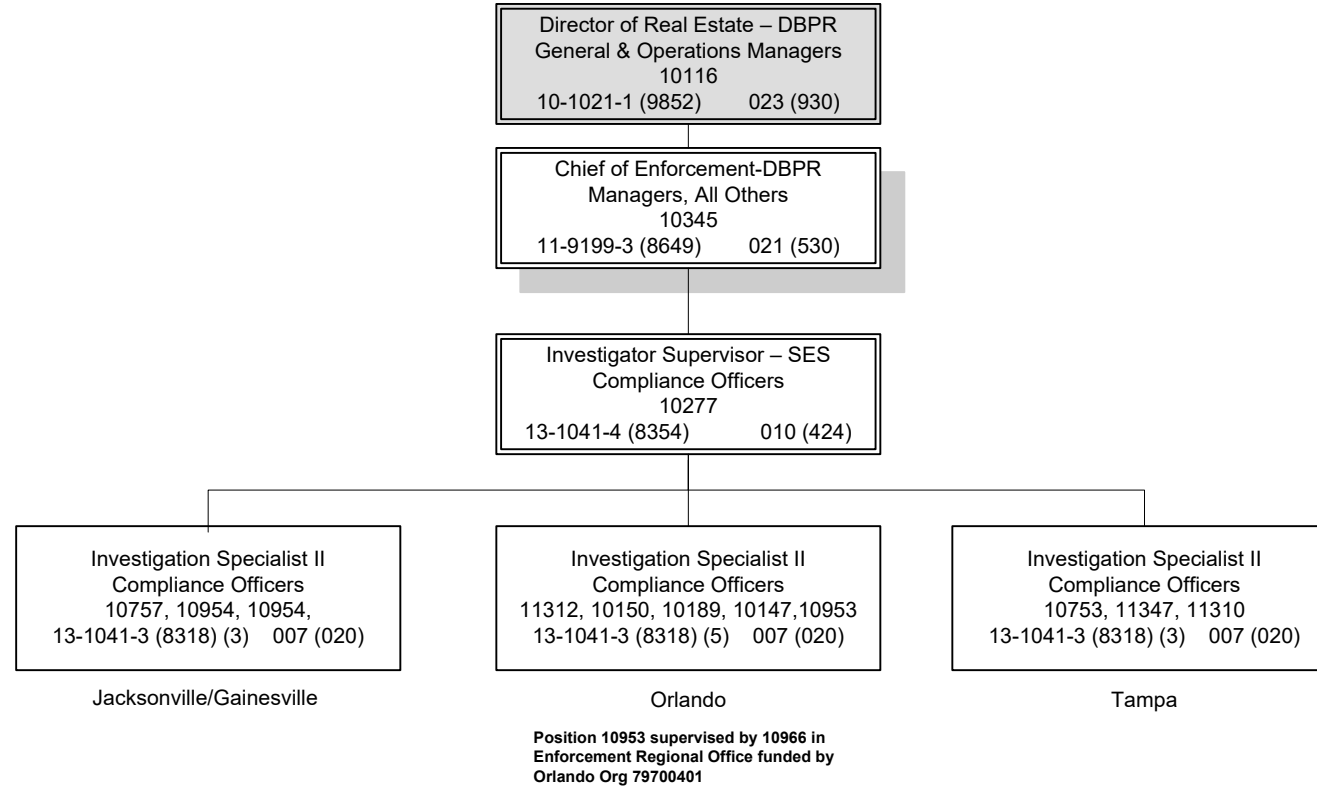 Director of Real Estate – DBPR
General & Operations Managers
10116
10-1021-1 (9852) 023 (930)
Chief of Enforcement-DBPR
Managers, All Others
10345
11-9199-3 (8649) 021 (530)
Investigator Supervisor – SES
Compliance Officers
10277
13-1041-4 (8354) 010 (424)
Investigation Specialist II
Compliance Officers
10757, 10954, 10954,
13-1041-3 (8318) (3) 007 (020)
Jacksonville/Gainesville
Investigation Specialist II
Compliance Officers
11312, 10150, 10189, 10147,10953
13-1041-3 (8318) (5) 007 (020)
Orlando
Position 10953 supervised by 10966 in
Enforcement Regional Office funded by
Orlando Org 79700401
Investigation Specialist II
Compliance Officers
10753, 11347, 11310
13-1041-3 (8318) (3) 007 (020)
Tampa